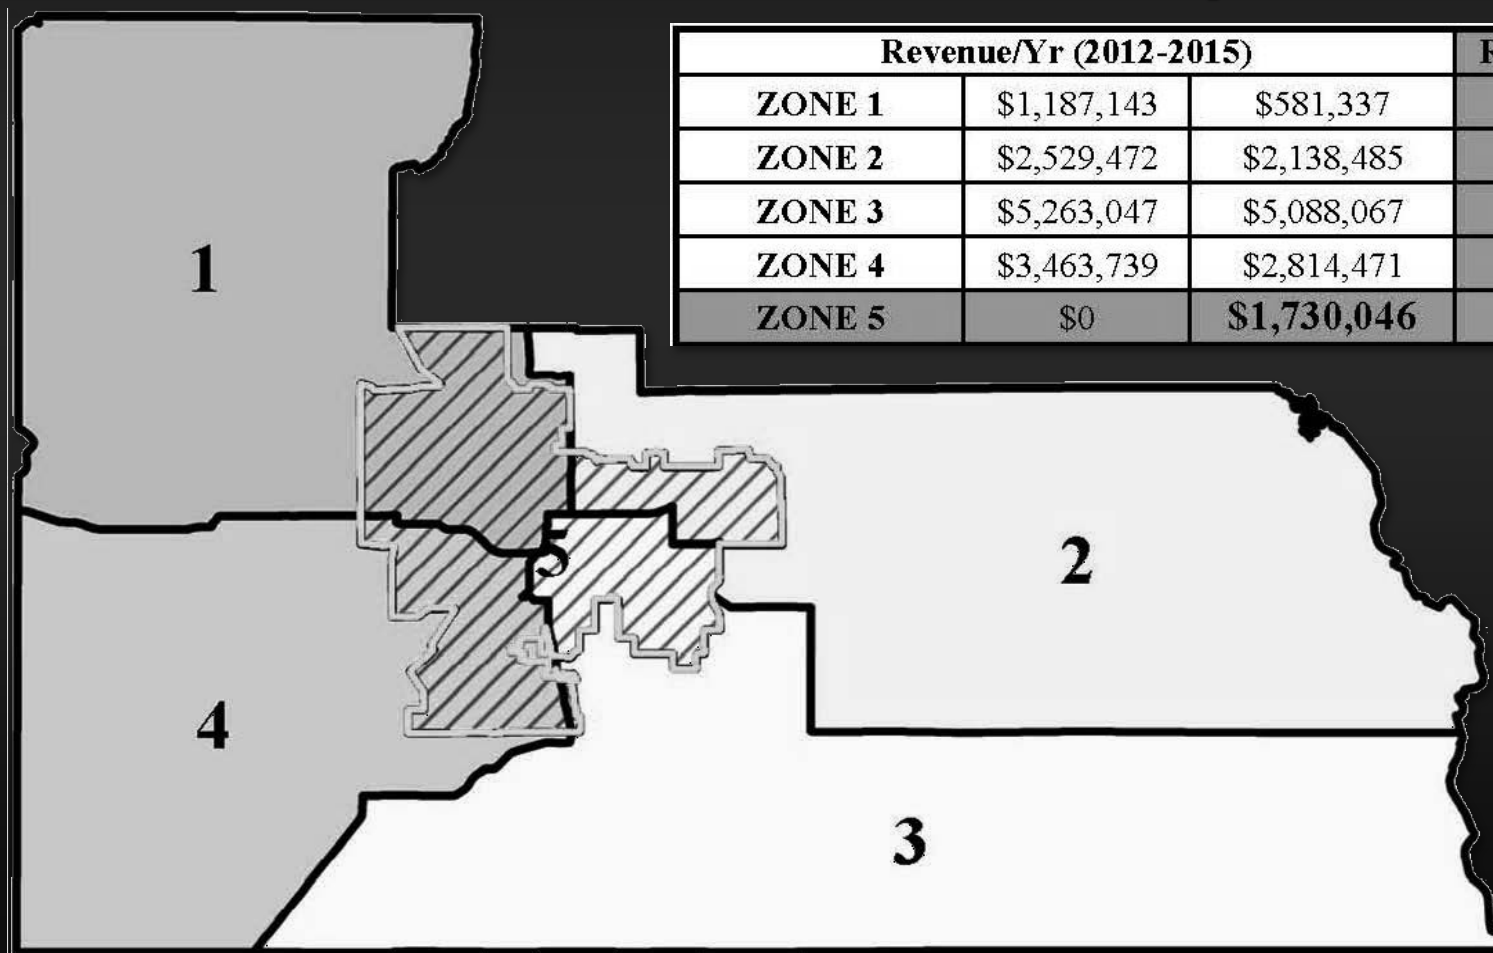 Revenue/Yr (2012-2015) R
ZONE 1 $1,187,143 $581,337
ZONE 2 $2,529,472 $2,138,485
ZONE 3 $5,263,047 $5,088,067
ZONE 4 $3,463,739 $2,814,471
ZONE 5 $0 $1,730,046
1
5
2
4
3